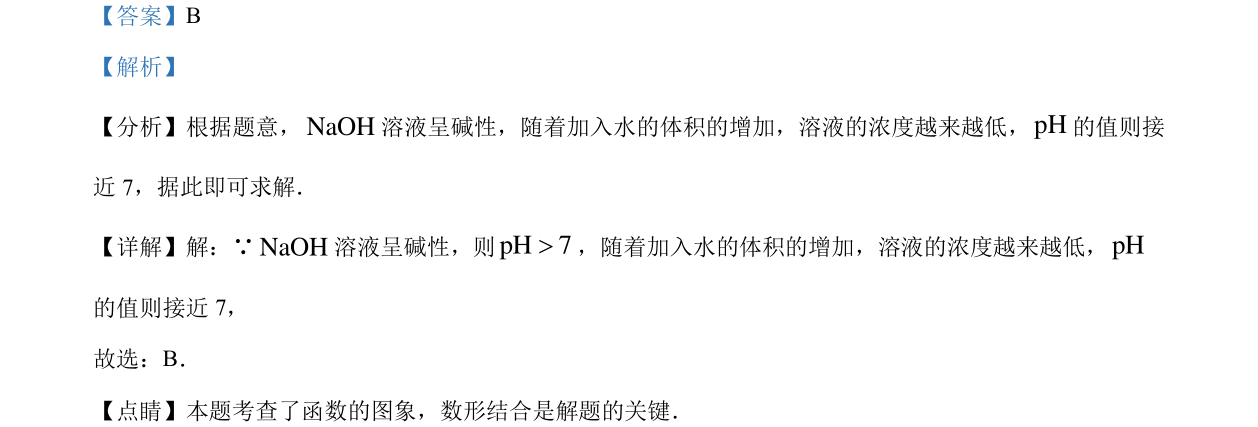 【答案】B
【解析】
【分析】根据题意，NaOH 溶液呈碱性，随着加入水的体积的增加，溶液的浓度越来越低，pH 的值则接
近 7，据此即可求解．
【详解】解：∵ NaOH 溶液呈碱性，则 pH > 7 ，随着加入水的体积的增加，溶液的浓度越来越低，pH
的值则接近 7，
故选：B．
【点睛】本题考查了函数的图象，数形结合是解题的关键．